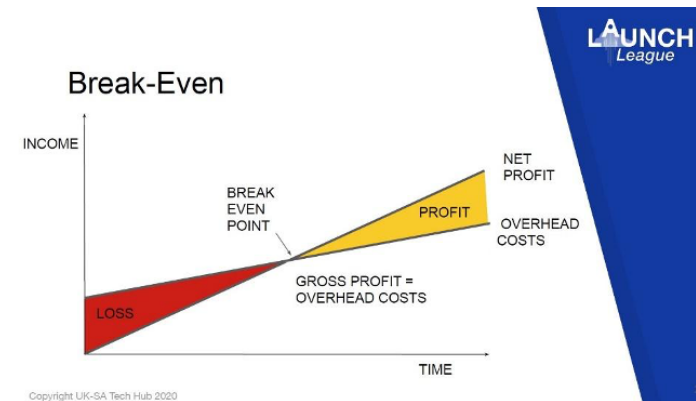 LAUNCH
League
Break-Even
INCOME
NET
PROFIT
BREAK
EVEN
POINT
PROFIT
OVERHEAD
COSTS
GROSS PROFIT =
OVERHEAD COSTS
LOSS
TIME
Copyright UK-SA Tech Hub 2020